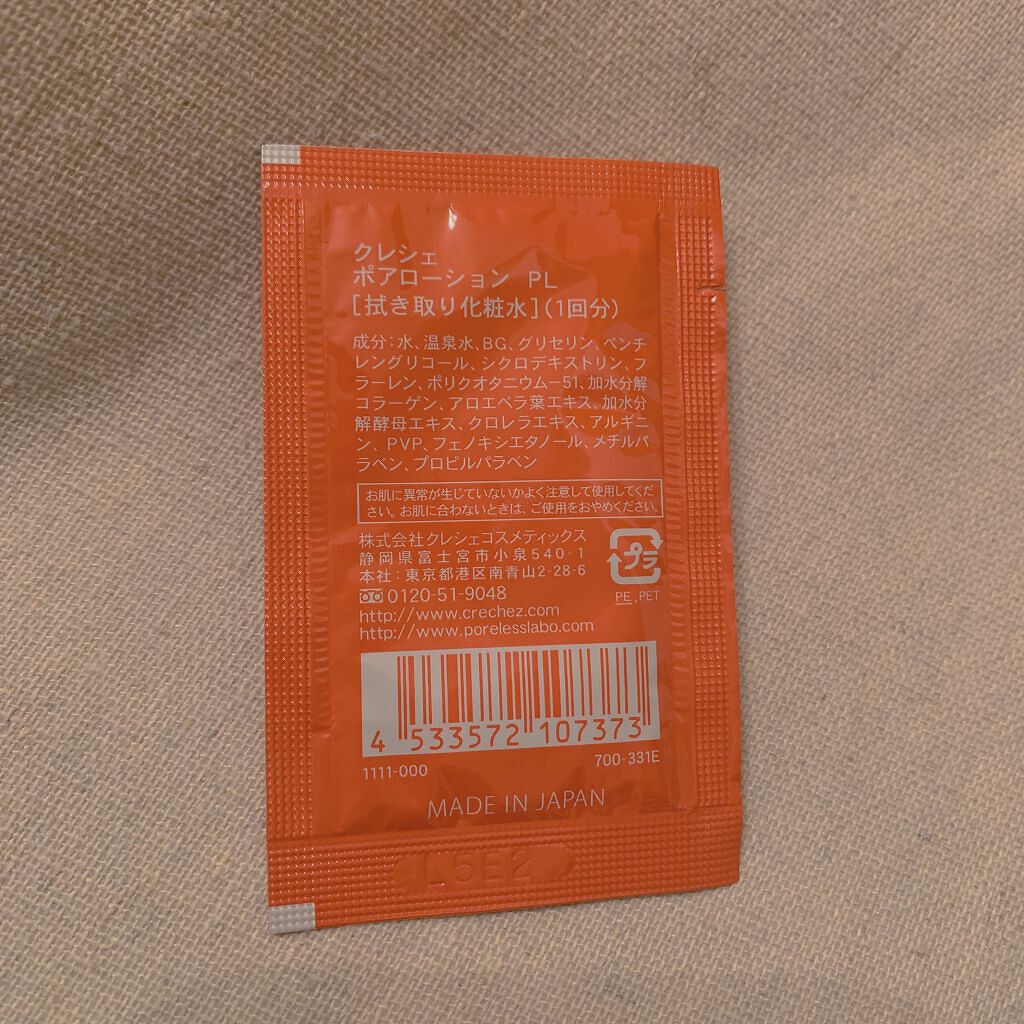 クレシェ
ポアローション PL
[拭き取り化粧水](1回分)
成分:水、温泉水、BG、グリセリン、ペンチ
レングリコール、シクロデキストリン、フ
ラーレン、ポリクオタニウム−51、加水分解
コラーゲン、アロエベラ葉エキス、加水分
解酵母エキス、クロレラエキス、アルギニ
ン、PVP、フェノキシエタノール、メチルパ
ラベン、プロピルパラベン
お肌に異常が生じていないかよく注意して使用してくだ
さい。お肌に合わないときは、ご使用をおやめください。
株式会社クレシェコスメティックス
静岡県富士宮市小泉540-1
本社:東京都港区南青山2-28-6
0120-51-9048
http://www.crechez.com
http://www.porelesslabo.com
プラ
PE,PET
4 533572 107373
1111-000 700-331E
MADE IN JAPAN
L5E2